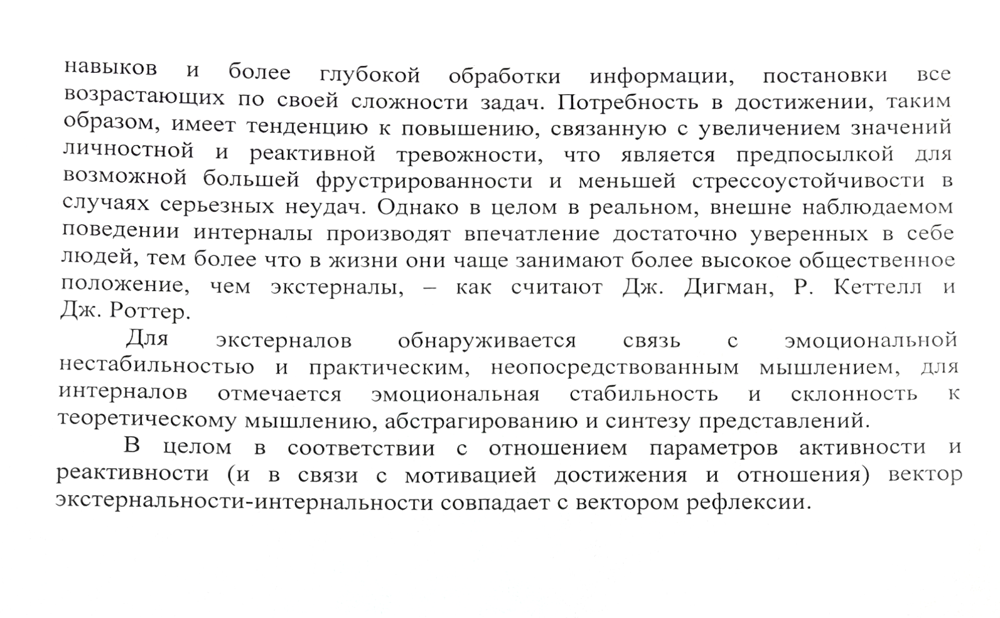 навыков и более глубокой обработки информации, постановки все
возрастающих по своей сложности задач. Потребность в достижении, таким
образом, имеет тенденцию к повышению, связанную с увеличением значений
личностной и реактивной тревожности, что является предпосылкой для
возможной большей фрустрированности и меньшей стрессоустойчивости в
случаях серьезных неудач. Однако в целом в реальном, внешне наблюдаемом
поведении интерналы производят впечатление достаточно уверенных в себе
людей, тем более что в жизни они чаще занимают более высокое общественное
положение, чем экстерналы, – как считают Дж. Дигман, Р. Кеттелл и
Дж. Роттер.
Для экстерналов обнаруживается связь с эмоциональной
нестабильностью и практическим, неопосредствованным мышлением, для
интерналов отмечается эмоциональная стабильность и склонность к
теоретическому мышлению, абстрагированию и синтезу представлений.
В целом в соответствии с отношением параметров активности и
реактивности (и в связи с мотивацией достижения и отношения) вектор
экстернальности-интернальности совпадает с вектором рефлексии.